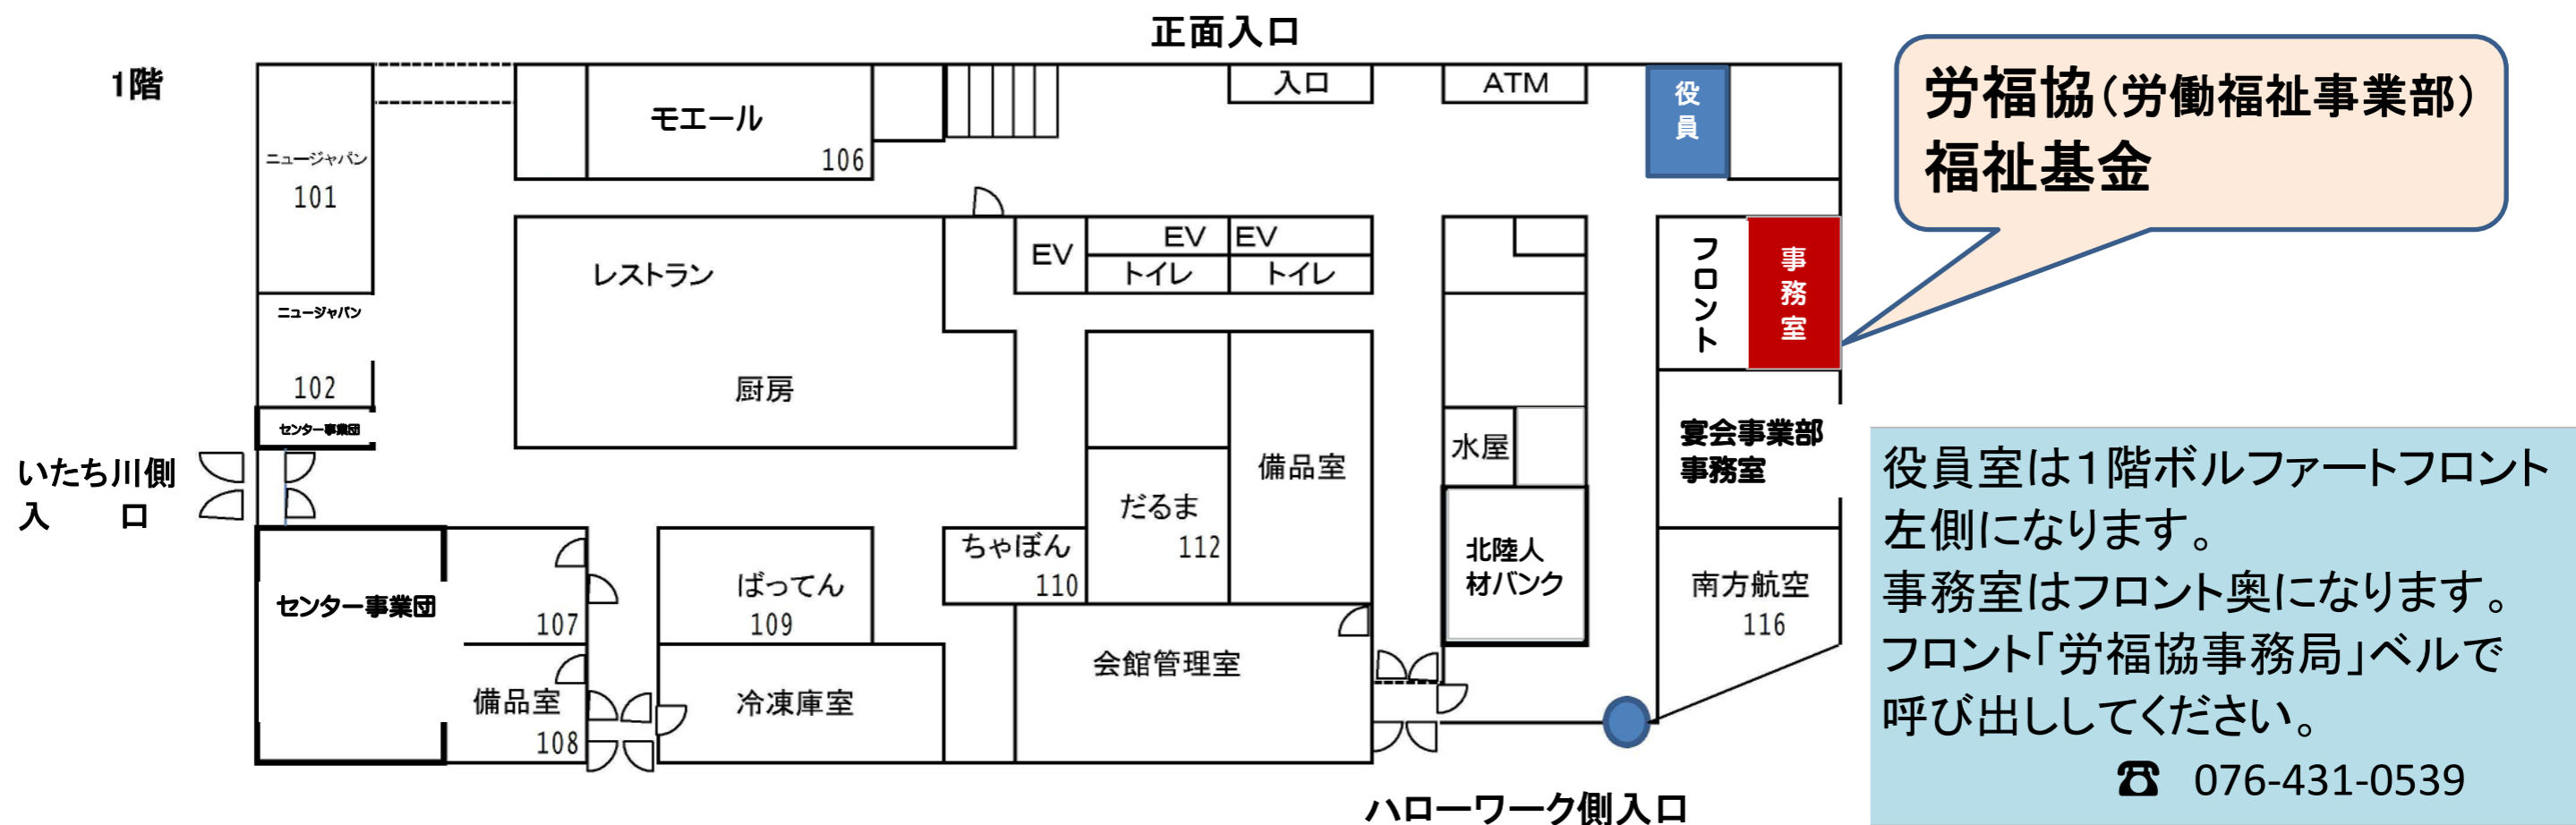 正面入口
1階
入口
ATM
役員
労福協(労働福祉事業部)
福祉基金
モエール
106
ニュージャパン
101
フロント
事務室
EV
EV
EV
トイレ
トイレ
レストラン
ニュージャパン
102
厨房
センター事業団
水屋
宴会事業部
事務室
備品室
いたち川側
入 口
だるま
112
役員室は1階ボルファートフロント
左側になります。
事務室はフロント奥になります。
フロント「労福協事務局」ベルで
呼び出ししてください。
☎ 076-431-0539
ちゃぼん
110
北陸人
材バンク
センター事業団
107
ばってん
109
南方航空
116
会館管理室
備品室
108
冷凍庫室
ハローワーク側入口